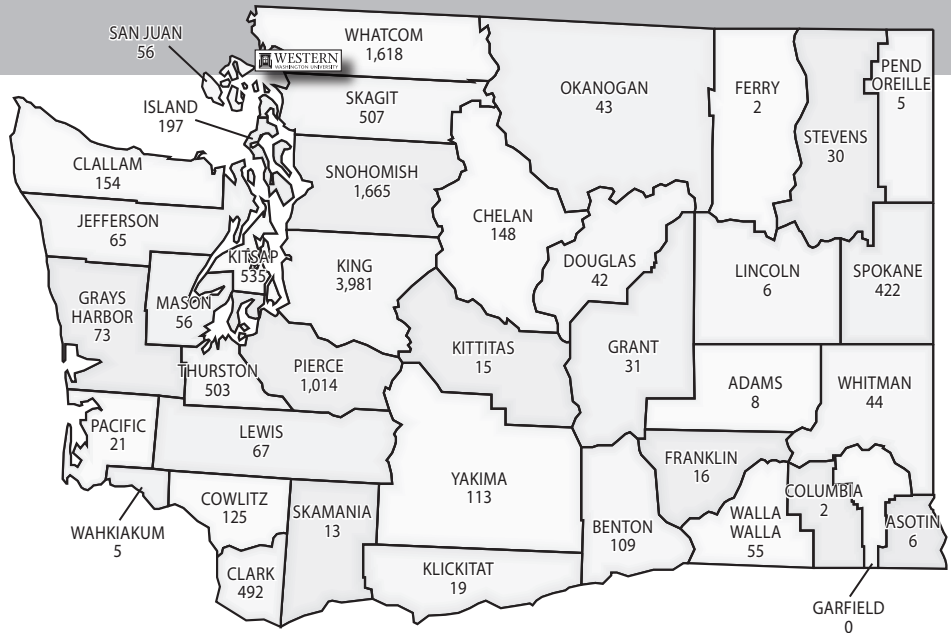 SAN JUAN
56
WHATCOM
1,618
WESTERN
WASHINGTON UNIVERSITY
ISLAND
197
SKAGIT
507
OKANOGAN
43
FERRY
2
STEVENS
30
PEND
OREILLE
5
CLALLAM
154
SNOHOMISH
1,665
JEFFERSON
65
CHELAN
148
KITSAP
535
KING
3,981
DOUGLAS
42
LINCOLN
6
SPOKANE
422
GRAYS
HARBOR
73
MASON
56
THURSTON
503
PIERCE
1,014
KITTITAS
15
GRANT
31
ADAMS
8
WHITMAN
44
PACIFIC
21
LEWIS
67
YAKIMA
113
FRANKLIN
16
WAHKIAKUM
5
COWLITZ
125
SKAMANIA
13
BENTON
109
WALLA
WALLA
55
COLUMBIA
2
ASOTIN
6
CLARK
492
KLICKITAT
19
GARFIELD
0